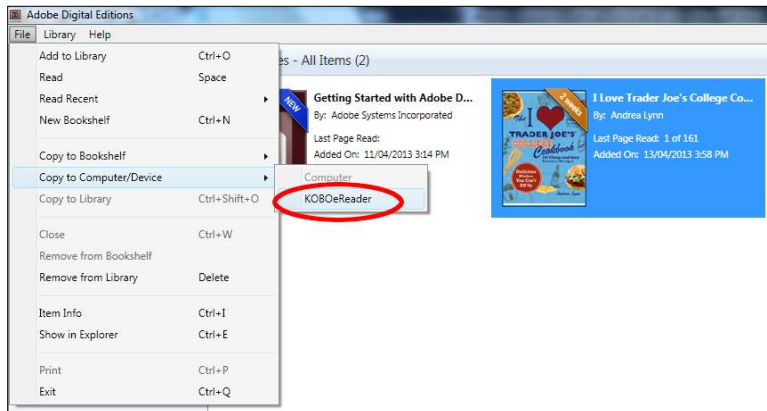 Adobe Digital Editions
File Library Help
Add to Library Ctrl+O
Read Space
Read Recent
New Bookshelf Ctrl+N
Copy to Bookshelf
Copy to Computer/Device
Copy to Library Ctrl+Shift+O
Close Ctrl+W
Remove from Bookshelf
Remove from Library Delete
Item Info Ctrl+I
Show in Explorer Ctrl+E
Print Ctrl+P
Exit Ctrl+Q
Computer
KOBOeReader
es - All Items (2)
NEW
Getting Started with Adobe D...
By: Adobe Systems Incorporated
Last Page Read:
Added On: 11/04/2013 3:14 PM
2 weeks
The I
TRADER JOE'S
COLLEGE
Cookbook
Andrea Lynn
I Love Trader Joe's College Co...
By: Andrea Lynn
Last Page Read: 1 of 161
Added On: 13/04/2013 3:58 PM